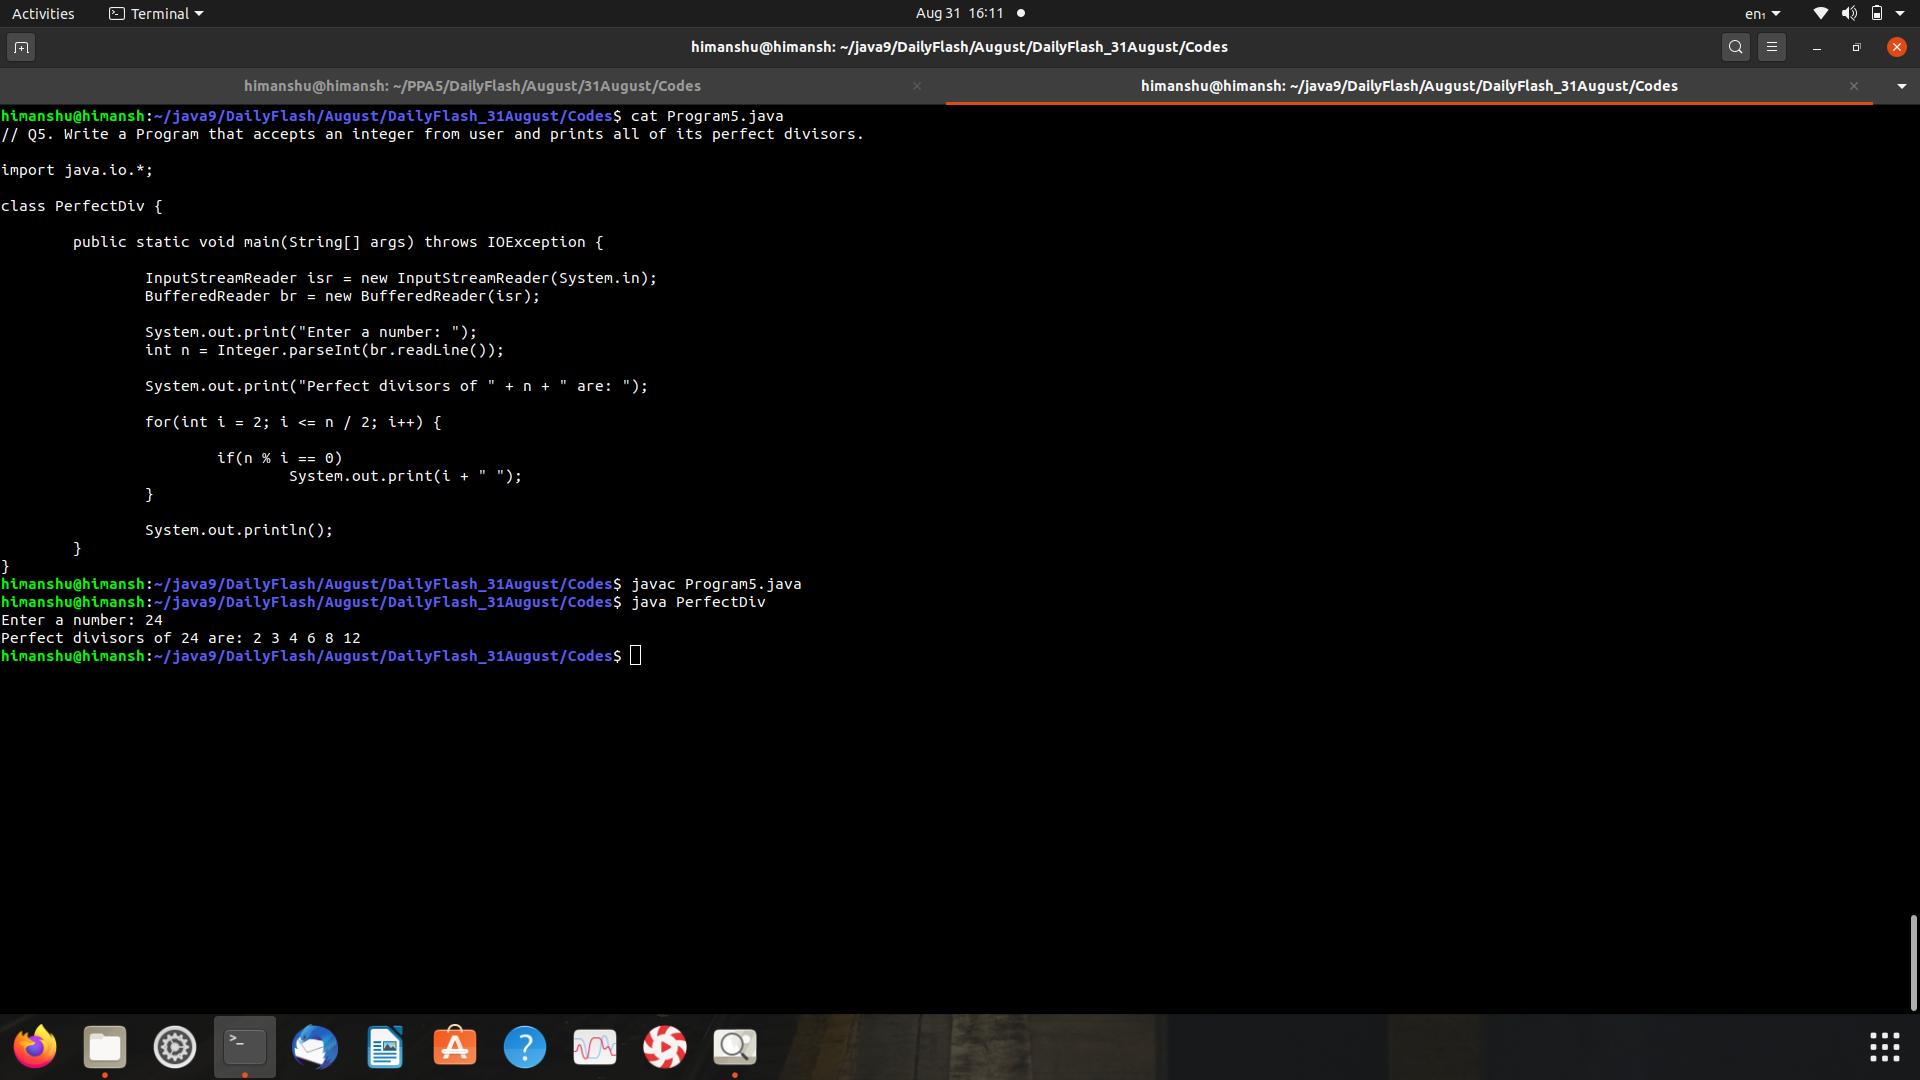 Activities
Terminal
Aug 31 16:11
en₁
himanshu@himansh: ~/java9/DailyFlash/August/DailyFlash_31August/Codes
himanshu@himansh: ~/PPA5/DailyFlash/August/31August/Codes
himanshu@himansh: ~/java9/DailyFlash/August/DailyFlash_31August/Codes
himanshu@himansh:~/java9/DailyFlash/August/DailyFlash_31August/Codes$ cat Program5.java
// Q5. Write a Program that accepts an integer from user and prints all of its perfect divisors.
import java.io.*;
class PerfectDiv {
        public static void main(String[] args) throws IOException {
                InputStreamReader isr = new InputStreamReader(System.in);
                BufferedReader br = new BufferedReader(isr);
                System.out.print("Enter a number: ");
                int n = Integer.parseInt(br.readLine());
                System.out.print("Perfect divisors of " + n + " are: ");
                for(int i = 2; i <= n / 2; i++) {
                        if(n % i == 0)
                                System.out.print(i + " ");
                }
                System.out.println();
        }
}
himanshu@himansh:~/java9/DailyFlash/August/DailyFlash_31August/Codes$ javac Program5.java
himanshu@himansh:~/java9/DailyFlash/August/DailyFlash_31August/Codes$ java PerfectDiv
Enter a number: 24
Perfect divisors of 24 are: 2 3 4 6 8 12
himanshu@himansh:~/java9/DailyFlash/August/DailyFlash_31August/Codes$